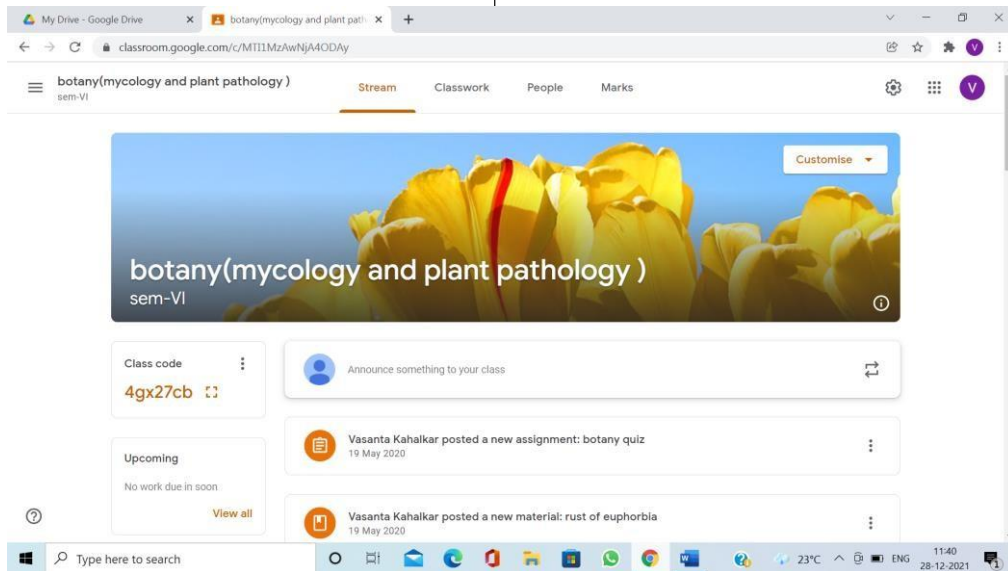 My Drive - Google Drive
botany(mycology and plant path
classroom.google.com/c/MTI1MzAwNjA4ODAy
V
botany(mycology and plant pathology )
sem-VI
Stream Classwork People Marks
V
Customise
botany(mycology and plant pathology )
sem-VI
Class code
4gx27cb
Announce something to your class
Vasanta Kahalkar posted a new assignment: botany quiz
19 May 2020
Upcoming
No work due in soon
View all
Vasanta Kahalkar posted a new material: rust of euphorbia
19 May 2020
Type here to search
23°C
ENG
11:40
28-12-2021